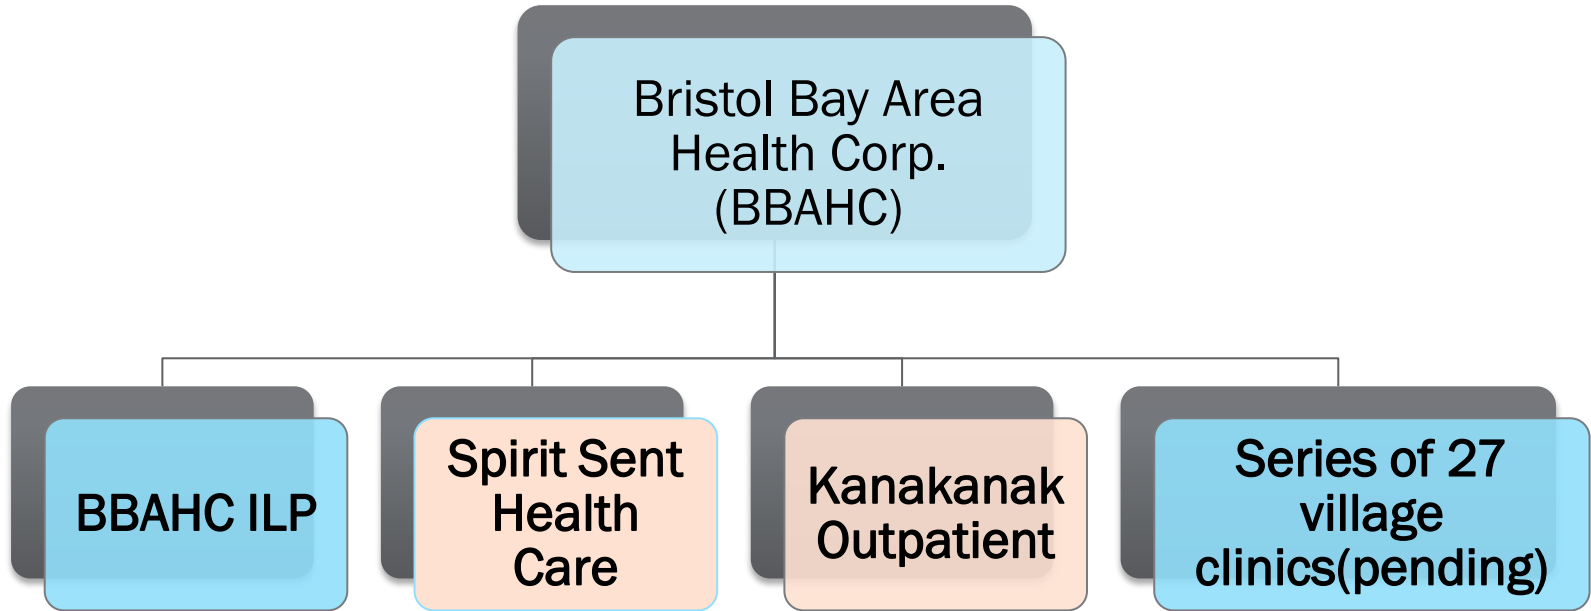 Bristol Bay Area
Health Corp.
(BBAHC)
BBAHC ILP
Spirit Sent
Health
Care
Kanakanak
Outpatient
Series of 27
village
clinics(pending)